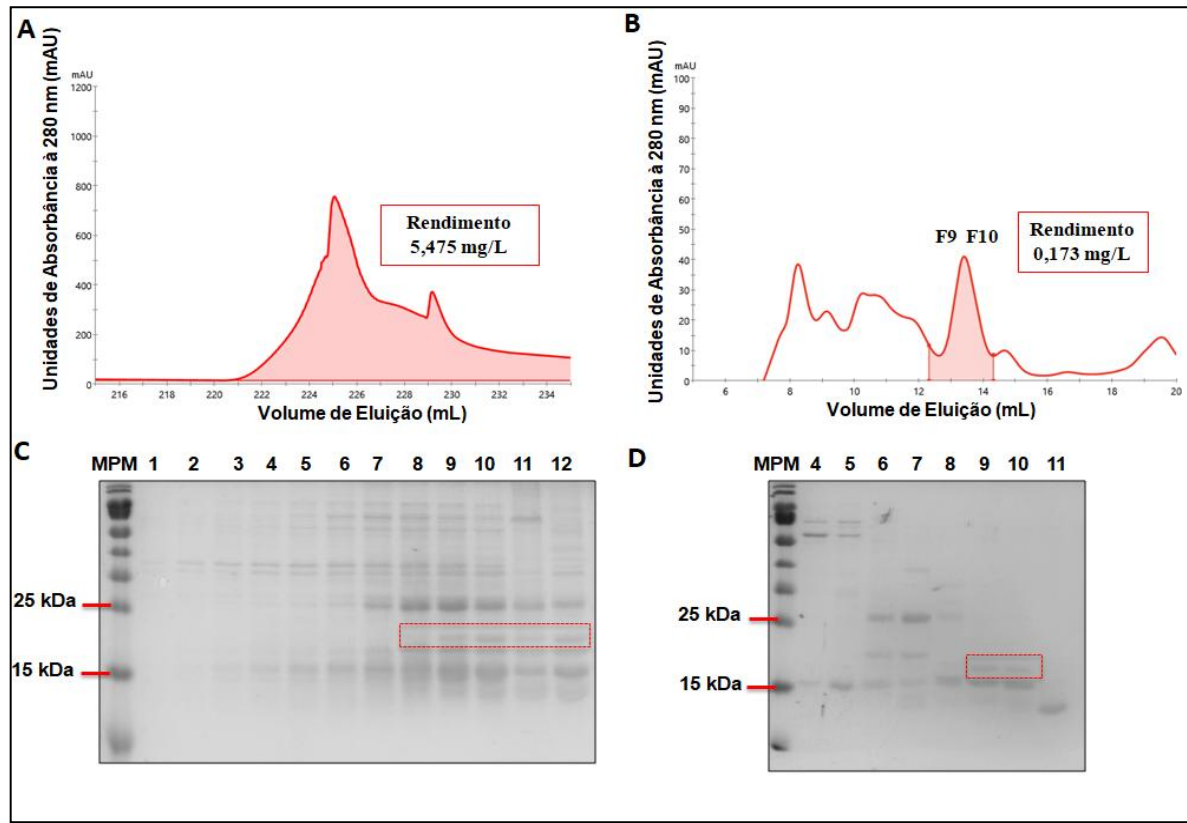 A
Unidades de Absorbância à 280 nm (mAU)
mAU
1200
1000
800
600
400
200
0
216 218 220 222 224 226 228 230 232 234
Volume de Eluição (mL)
Rendimento
5,475 mg/L
B
Unidades de Absorbância à 280 nm (mAU)
mAU
100
90
80
70
60
50
40
30
20
10
0
6 8 10 12 14 16 18 20
Volume de Eluição (mL)
F9 F10
Rendimento
0,173 mg/L
C
MPM 1 2 3 4 5 6 7 8 9 10 11 12
25 kDa
15 kDa
D
MPM 4 5 6 7 8 9 10 11
25 kDa
15 kDa